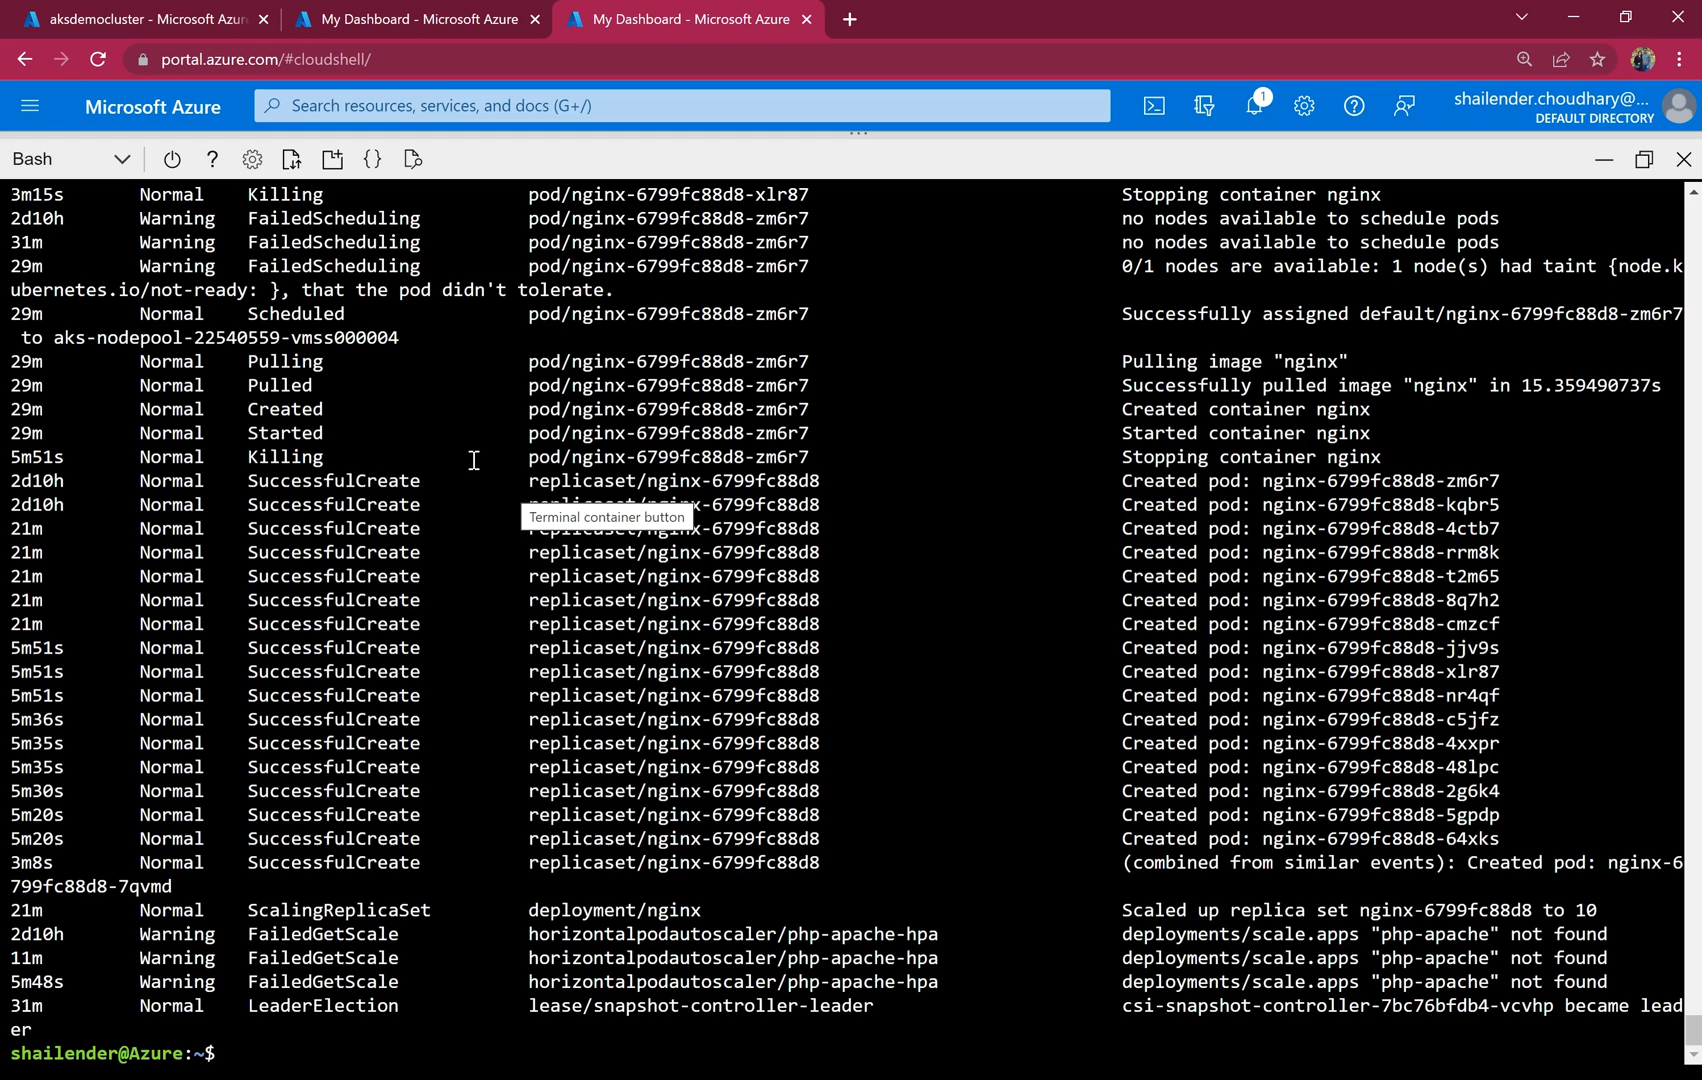 aksdemocluster - Microsoft Azur
My Dashboard - Microsoft Azure
My Dashboard - Microsoft Azure
portal.azure.com/#cloudshell/
Microsoft Azure
Search resources, services, and docs (G+/)
1
shailender.choudhary@...
DEFAULT DIRECTORY
Bash
3m15s Normal Killing pod/nginx-6799fc88d8-xlr87 Stopping container nginx
2d10h Warning FailedScheduling pod/nginx-6799fc88d8-zm6r7 no nodes available to schedule pods
31m Warning FailedScheduling pod/nginx-6799fc88d8-zm6r7 no nodes available to schedule pods
29m Warning FailedScheduling pod/nginx-6799fc88d8-zm6r7 0/1 nodes are available: 1 node(s) had taint {node.k
ubernetes.io/not-ready: }, that the pod didn't tolerate.
29m Normal Scheduled pod/nginx-6799fc88d8-zm6r7 Successfully assigned default/nginx-6799fc88d8-zm6r7
to aks-nodepool-22540559-vmss000004
29m Normal Pulling pod/nginx-6799fc88d8-zm6r7 Pulling image "nginx"
29m Normal Pulled pod/nginx-6799fc88d8-zm6r7 Successfully pulled image "nginx" in 15.359490737s
29m Normal Created pod/nginx-6799fc88d8-zm6r7 Created container nginx
29m Normal Started pod/nginx-6799fc88d8-zm6r7 Started container nginx
5m51s Normal Killing pod/nginx-6799fc88d8-zm6r7 Stopping container nginx
2d10h Normal SuccessfulCreate replicaset/nginx-6799fc88d8 Created pod: nginx-6799fc88d8-zm6r7
2d10h Normal SuccessfulCreate replicaset/nginx-6799fc88d8 Created pod: nginx-6799fc88d8-kqbr5
Terminal container button
21m Normal SuccessfulCreate replicaset/nginx-6799fc88d8 Created pod: nginx-6799fc88d8-4ctb7
21m Normal SuccessfulCreate replicaset/nginx-6799fc88d8 Created pod: nginx-6799fc88d8-rrm8k
21m Normal SuccessfulCreate replicaset/nginx-6799fc88d8 Created pod: nginx-6799fc88d8-t2m65
21m Normal SuccessfulCreate replicaset/nginx-6799fc88d8 Created pod: nginx-6799fc88d8-8q7h2
21m Normal SuccessfulCreate replicaset/nginx-6799fc88d8 Created pod: nginx-6799fc88d8-cmzcf
5m51s Normal SuccessfulCreate replicaset/nginx-6799fc88d8 Created pod: nginx-6799fc88d8-jjv9s
5m51s Normal SuccessfulCreate replicaset/nginx-6799fc88d8 Created pod: nginx-6799fc88d8-xlr87
5m51s Normal SuccessfulCreate replicaset/nginx-6799fc88d8 Created pod: nginx-6799fc88d8-nr4qf
5m36s Normal SuccessfulCreate replicaset/nginx-6799fc88d8 Created pod: nginx-6799fc88d8-c5jfz
5m35s Normal SuccessfulCreate replicaset/nginx-6799fc88d8 Created pod: nginx-6799fc88d8-4xxpr
5m35s Normal SuccessfulCreate replicaset/nginx-6799fc88d8 Created pod: nginx-6799fc88d8-48lpc
5m30s Normal SuccessfulCreate replicaset/nginx-6799fc88d8 Created pod: nginx-6799fc88d8-2g6k4
5m20s Normal SuccessfulCreate replicaset/nginx-6799fc88d8 Created pod: nginx-6799fc88d8-5gpdp
5m20s Normal SuccessfulCreate replicaset/nginx-6799fc88d8 Created pod: nginx-6799fc88d8-64xks
3m8s Normal SuccessfulCreate replicaset/nginx-6799fc88d8 (combined from similar events): Created pod: nginx-6
799fc88d8-7qvmd
21m Normal ScalingReplicaSet deployment/nginx Scaled up replica set nginx-6799fc88d8 to 10
2d10h Warning FailedGetScale horizontalpodautoscaler/php-apache-hpa deployments/scale.apps "php-apache" not found
11m Warning FailedGetScale horizontalpodautoscaler/php-apache-hpa deployments/scale.apps "php-apache" not found
5m48s Warning FailedGetScale horizontalpodautoscaler/php-apache-hpa deployments/scale.apps "php-apache" not found
31m Normal LeaderElection lease/snapshot-controller-leader csi-snapshot-controller-7bc76bfdb4-vcvhp became lead
er
shailender@Azure:~$